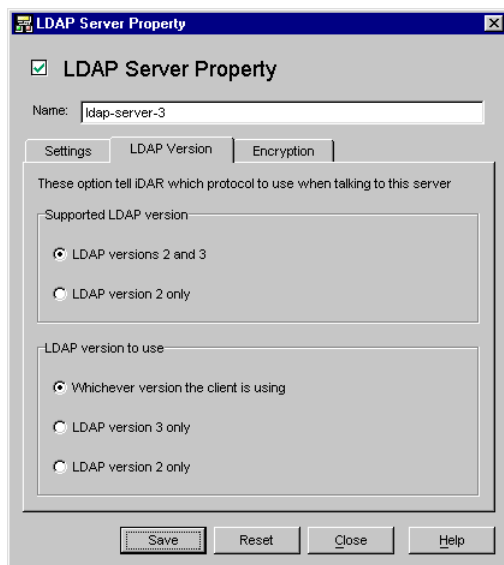 LDAP Server Property
LDAP Server Property
Name: ldap-server-3
Settings LDAP Version Encryption
These option tell iDAR which protocol to use when talking to this server
Supported LDAP version
LDAP versions 2 and 3
LDAP version 2 only
LDAP version to use
Whichever version the client is using
LDAP version 3 only
LDAP version 2 only
Save Reset Close Help